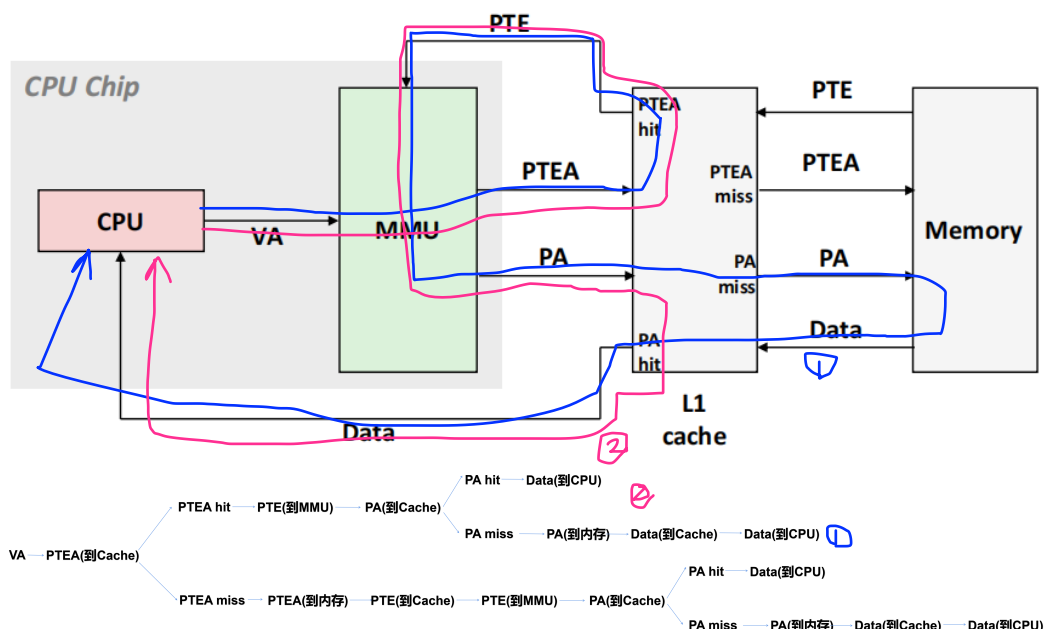 PTE
CPU Chip
PTEA
hit
PTE
PTEA
PTEA
miss
PTEA
CPU
VA
MMU
Memory
PA
PA
miss
PA
PA
hit
Data
①
L1
cache
Data
②
PA hit
Data(到CPU)
②
PTEA hit
PTE(到MMU)
PA(到Cache)
PA miss
PA(到内存)
Data(到Cache)
Data(到CPU)
①
VA
PTEA(到Cache)
PA hit
Data(到CPU)
PTEA miss
PTEA(到内存)
PTE(到Cache)
PTE(到MMU)
PA(到Cache)
PA miss
PA(到内存)
Data(到Cache)
Data(到CPU)